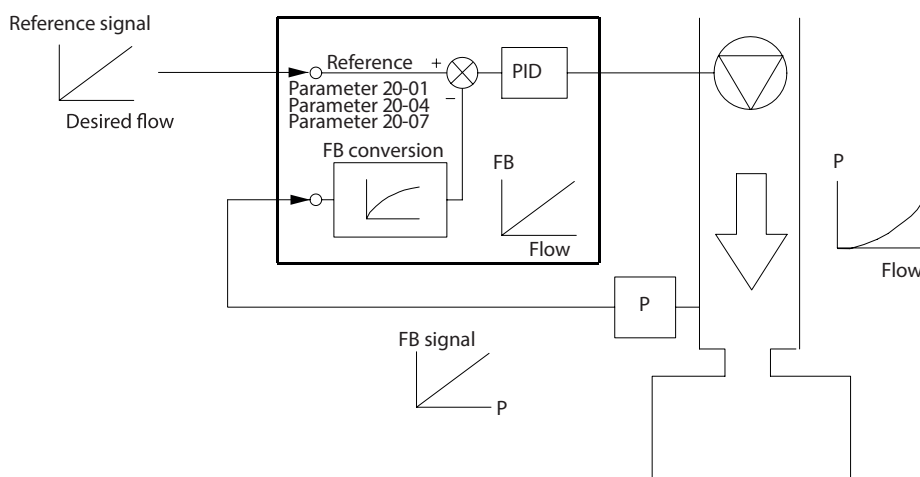 Reference signal
Desired flow
Reference
+
Parameter 20-01
Parameter 20-04
Parameter 20-07
−
PID
FB conversion
FB
Flow
P
Flow
P
FB signal
P